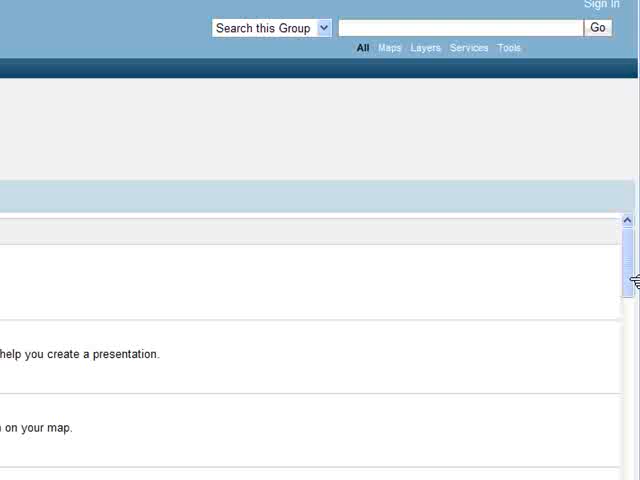 Sign In
Search this Group Go
All Maps Layers Services Tools
help you create a presentation.
on your map.